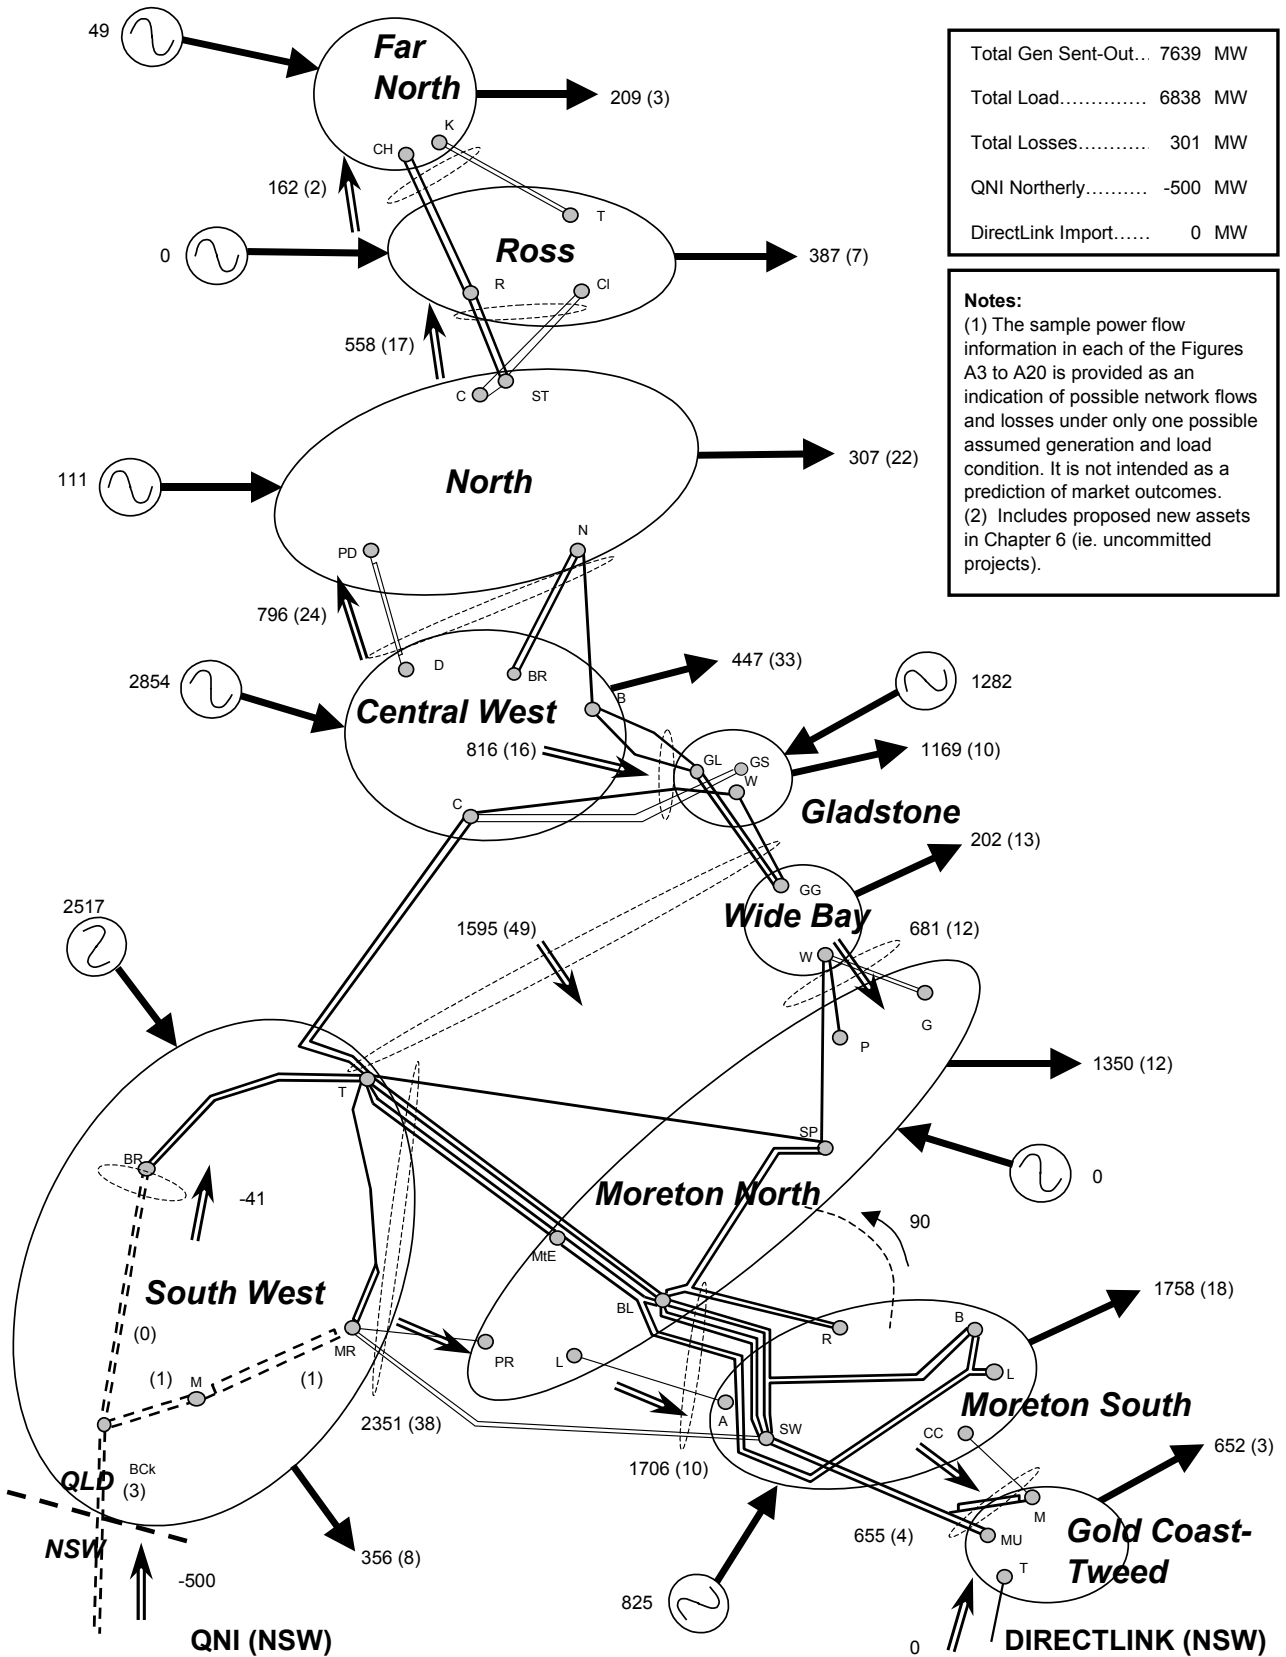 49
Far
North
209 (3)
K
CH
162 (2)
T
0
Ross
387 (7)
R
Cl
558 (17)
C
ST
307 (22)
111
North
N
PD
796 (24)
D
BR
447 (33)
2854
B
1282
Central West
816 (16)
GL
GS
W
1169 (10)
C
Gladstone
202 (13)
GG
2517
Wide Bay
1595 (49)
681 (12)
W
G
P
1350 (12)
T
SP
BR
-41
Moreton North
0
90
MtE
South West
1758 (18)
(0)
BL
B
R
MR
PR
L
L
(1)
M
(1)
A
Moreton South
2351 (38)
SW
CC
652 (3)
1706 (10)
BCk
QLD
(3)
M
655 (4)
MU
Gold Coast-
Tweed
NSW
356 (8)
T
-500
825
QNI (NSW)
0
DIRECTLINK (NSW)
Total Gen Sent-Out... 7639 MW
Total Load.............. 6838 MW
Total Losses........... 301 MW
QNI Northerly.......... -500 MW
DirectLink Import...... 0 MW
Notes:
(1) The sample power flow
information in each of the Figures
A3 to A20 is provided as an
indication of possible network flows
and losses under only one possible
assumed generation and load
condition. It is not intended as a
prediction of market outcomes.
(2) Includes proposed new assets
in Chapter 6 (ie. uncommitted
projects).